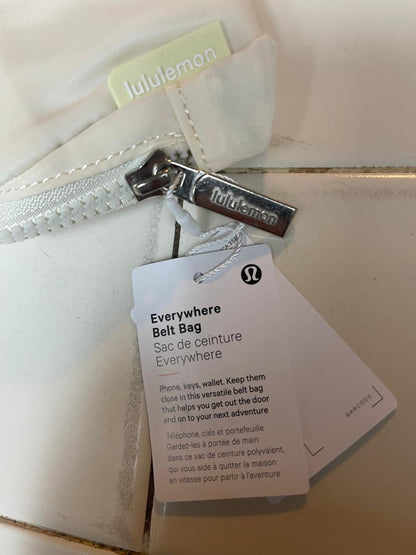 lululemon
lululemon
Everywhere
Belt Bag
Sac de ceinture
Everywhere
Phone, keys, wallet. Keep them
close in this versatile belt bag
that helps you get out the door
and on to your next adventure
Téléphone, clés et portefeuille.
Gardez-les à portée de main
dans ce sac de ceinture polyvalent,
qui vous aide à quitter la maison
en vitesse pour partir à l'aventure
BARCODE